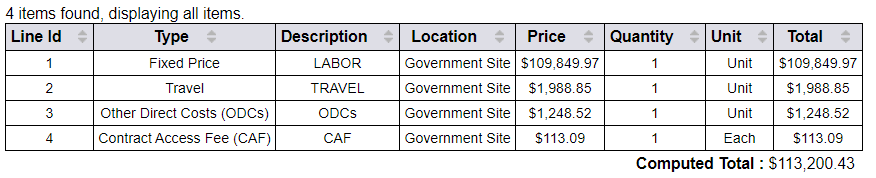 4 items found, displaying all items.
Line Id Type Description Location Price Quantity Unit Total
1 Fixed Price LABOR Government Site $109,849.97 1 Unit $109,849.97
2 Travel TRAVEL Government Site $1,988.85 1 Unit $1,988.85
3 Other Direct Costs (ODCs) ODCs Government Site $1,248.52 1 Unit $1,248.52
4 Contract Access Fee (CAF) CAF Government Site $113.09 1 Each $113.09
Computed Total : $113,200.43